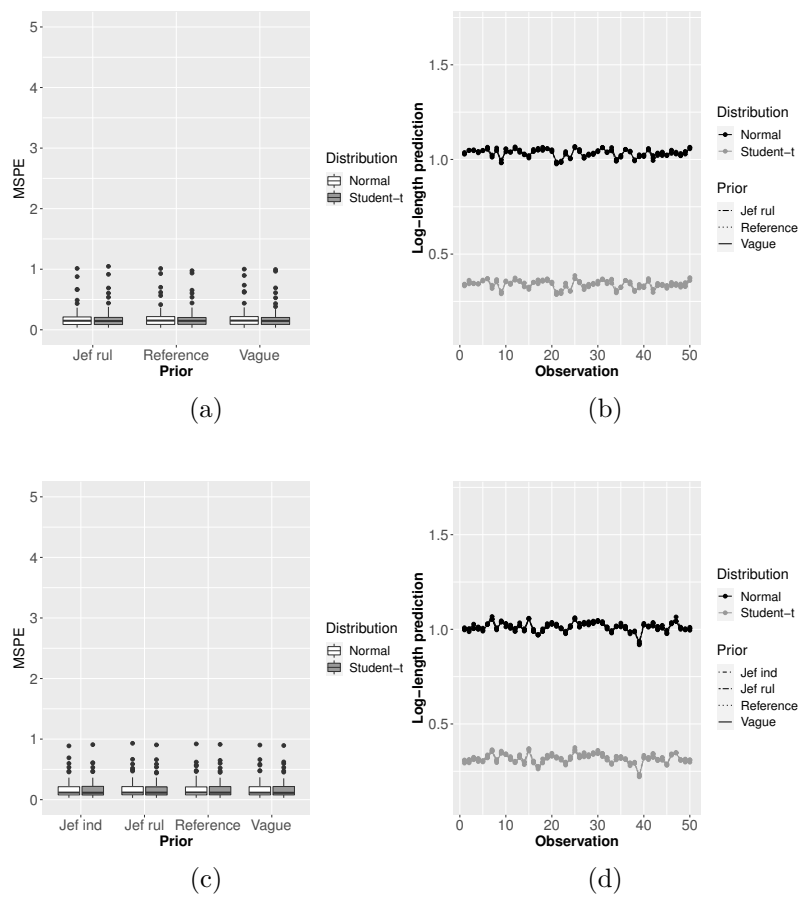 5
4
3
2
1
0
MSPE
Jef rul Reference Vague
Prior
Distribution
Normal
Student−t
(a)
1.5
1.0
0.5
Log−length prediction
0 10 20 30 40 50
Observation
Distribution
Normal
Student−t
Prior
Jef rul
Reference
Vague
(b)
5
4
3
2
1
0
MSPE
Jef ind Jef rul Reference Vague
Prior
Distribution
Normal
Student−t
(c)
1.5
1.0
0.5
Log−length prediction
0 10 20 30 40 50
Observation
Distribution
Normal
Student−t
Prior
Jef ind
Jef rul
Reference
Vague
(d)